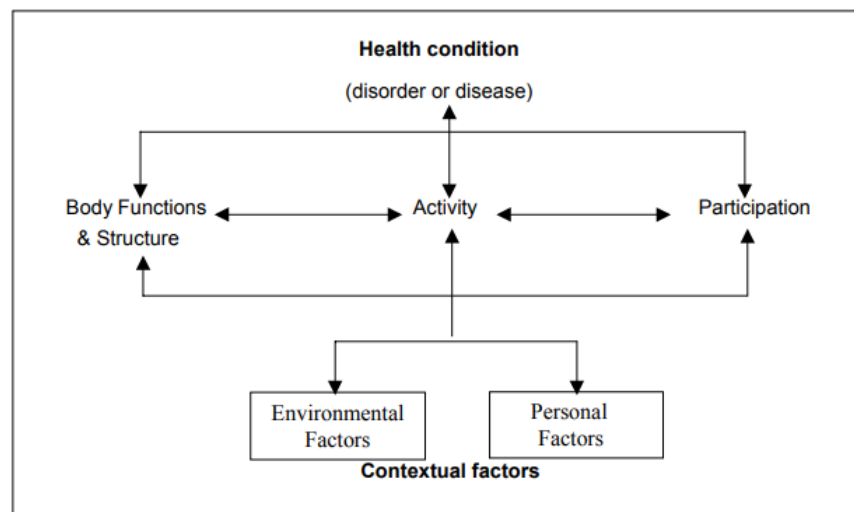 Health condition
(disorder or disease)
Body Functions
& Structure
Activity
Participation
Environmental
Factors
Personal
Factors
Contextual factors